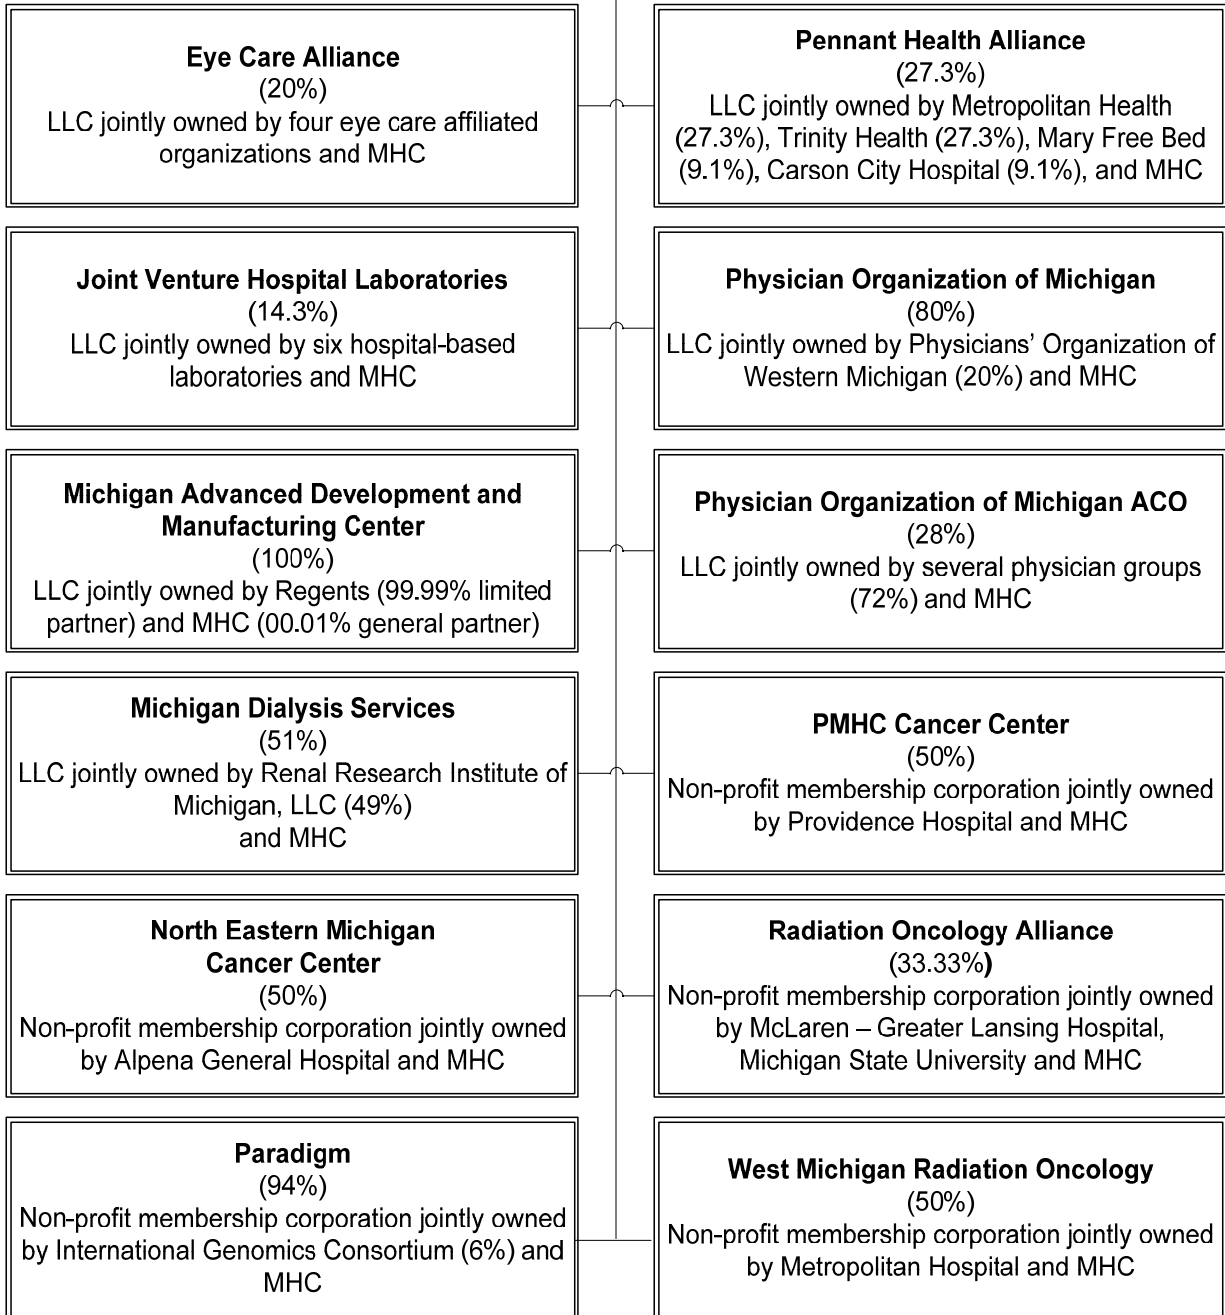 Eye Care Alliance
(20%)
LLC jointly owned by four eye care affiliated
organizations and MHC
Pennant Health Alliance
(27.3%)
LLC jointly owned by Metropolitan Health
(27.3%), Trinity Health (27.3%), Mary Free Bed
(9.1%), Carson City Hospital (9.1%), and MHC
Joint Venture Hospital Laboratories
(14.3%)
LLC jointly owned by six hospital-based
laboratories and MHC
Physician Organization of Michigan
(80%)
LLC jointly owned by Physicians’ Organization of
Western Michigan (20%) and MHC
Michigan Advanced Development and
Manufacturing Center
(100%)
LLC jointly owned by Regents (99.99% limited
partner) and MHC (00.01% general partner)
Physician Organization of Michigan ACO
(28%)
LLC jointly owned by several physician groups
(72%) and MHC
Michigan Dialysis Services
(51%)
LLC jointly owned by Renal Research Institute of
Michigan, LLC (49%)
and MHC
PMHC Cancer Center
(50%)
Non-profit membership corporation jointly owned
by Providence Hospital and MHC
North Eastern Michigan
Cancer Center
(50%)
Non-profit membership corporation jointly owned
by Alpena General Hospital and MHC
Radiation Oncology Alliance
(33.33%)
Non-profit membership corporation jointly owned
by McLaren – Greater Lansing Hospital,
Michigan State University and MHC
Paradigm
(94%)
Non-profit membership corporation jointly owned
by International Genomics Consortium (6%) and
MHC
West Michigan Radiation Oncology
(50%)
Non-profit membership corporation jointly owned
by Metropolitan Hospital and MHC